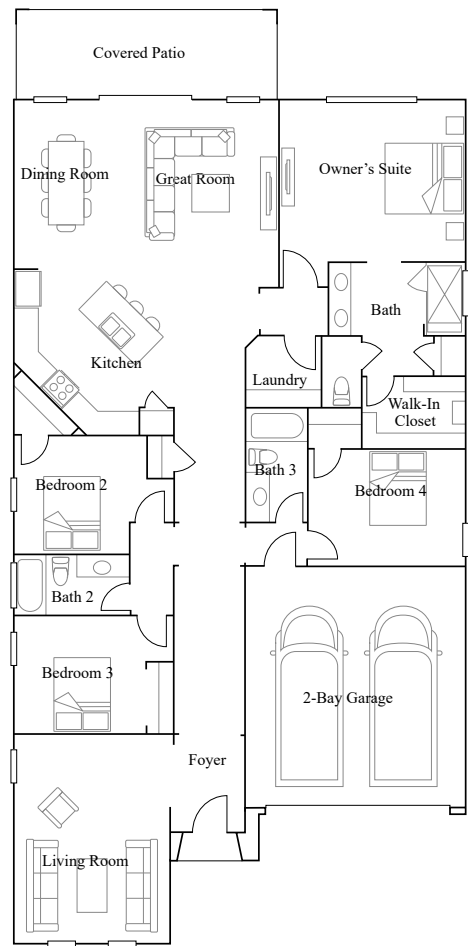 Covered Patio
Dining Room
Great Room
Owner's Suite
Bath
Kitchen
Laundry
Walk-In
Closet
Bath 3
Bedroom 2
Bedroom 4
Bath 2
Bedroom 3
2-Bay Garage
Foyer
Living Room